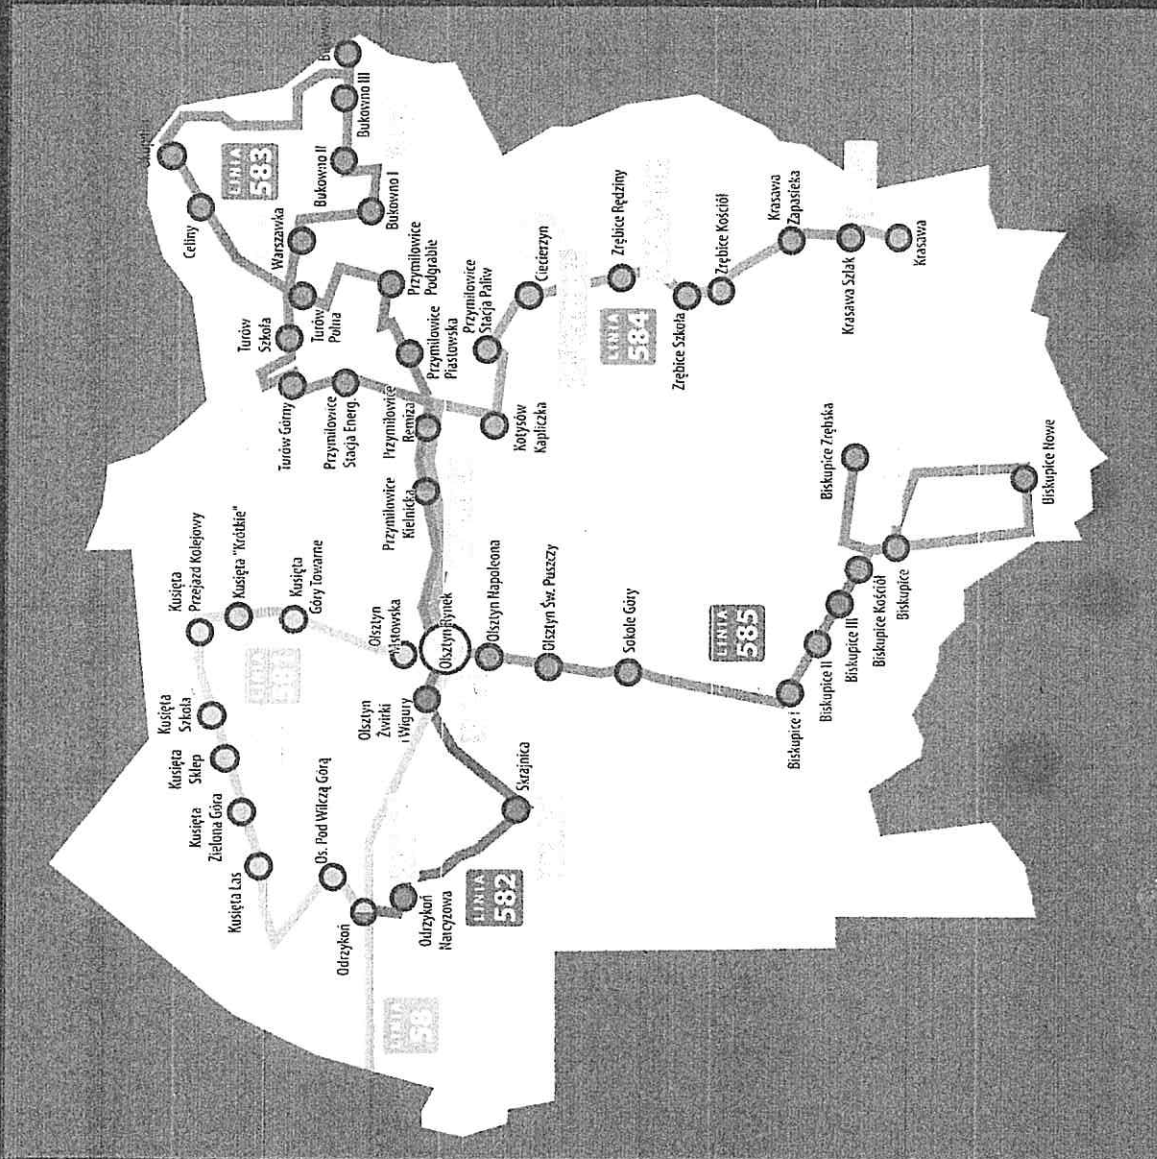 Kusięta
Przejazd Kolejowy
Kusięta "Krótkie"
Kusięta
Góry Towarne
Kusięta
Szkoła
Kusięta
Sklep
Kusięta
Zielona Góra
Kusięta Las
Os. Pod Wilczą Górą
Odrzykoń
Odrzykoń
Narcyzowa
LINIA
58
LINIA
581
LINIA
582
Skrajnica
Olsztyn
Żwirki
i Wigury
Olsztyn
Mstowska
Olsztyn Rynek
Olsztyn Napoleona
Olsztyn Św. Puszczy
Sokole Góry
LINIA
585
Biskupice I
Biskupice II
Biskupice III
Biskupice Kościół
Biskupice
Biskupice Zrębska
Biskupice Nowe
Celiny
LINIA
583
Warszawka
Bukowno I
Bukowno II
Bukowno III
Turów
Szkoła
Turów
Polna
Turów Górny
Przymiłowice
Stacja Energ.
Przymiłowice
Remiza
Przymiłowice
Kielnicka
Przymiłowice
Podgrabie
Przymiłowice
Piastowska
Przymiłowice
Stacja Paliw
Kotysów
Kapliczka
Ciecierzyn
LINIA
584
Zrębice Rędziny
Zrębice Szkoła
Zrębice Kościół
Krasawa
Zapasieka
Krasawa Szlak
Krasawa